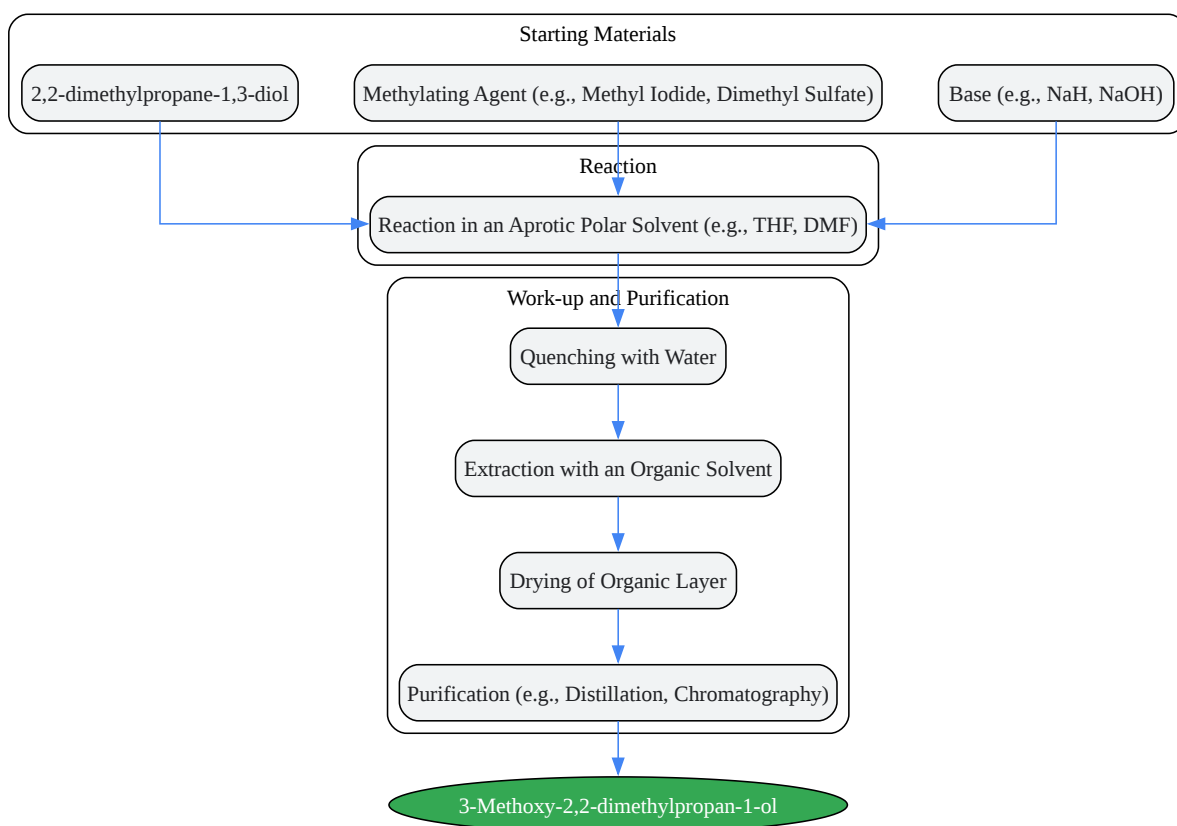 Starting Materials
2,2-dimethylpropane-1,3-diol
Methylating Agent (e.g., Methyl Iodide, Dimethyl Sulfate)
Base (e.g., NaH, NaOH)
Reaction
Reaction in an Aprotic Polar Solvent (e.g., THF, DMF)
Work-up and Purification
Quenching with Water
Extraction with an Organic Solvent
Drying of Organic Layer
Purification (e.g., Distillation, Chromatography)
3-Methoxy-2,2-dimethylpropan-1-ol